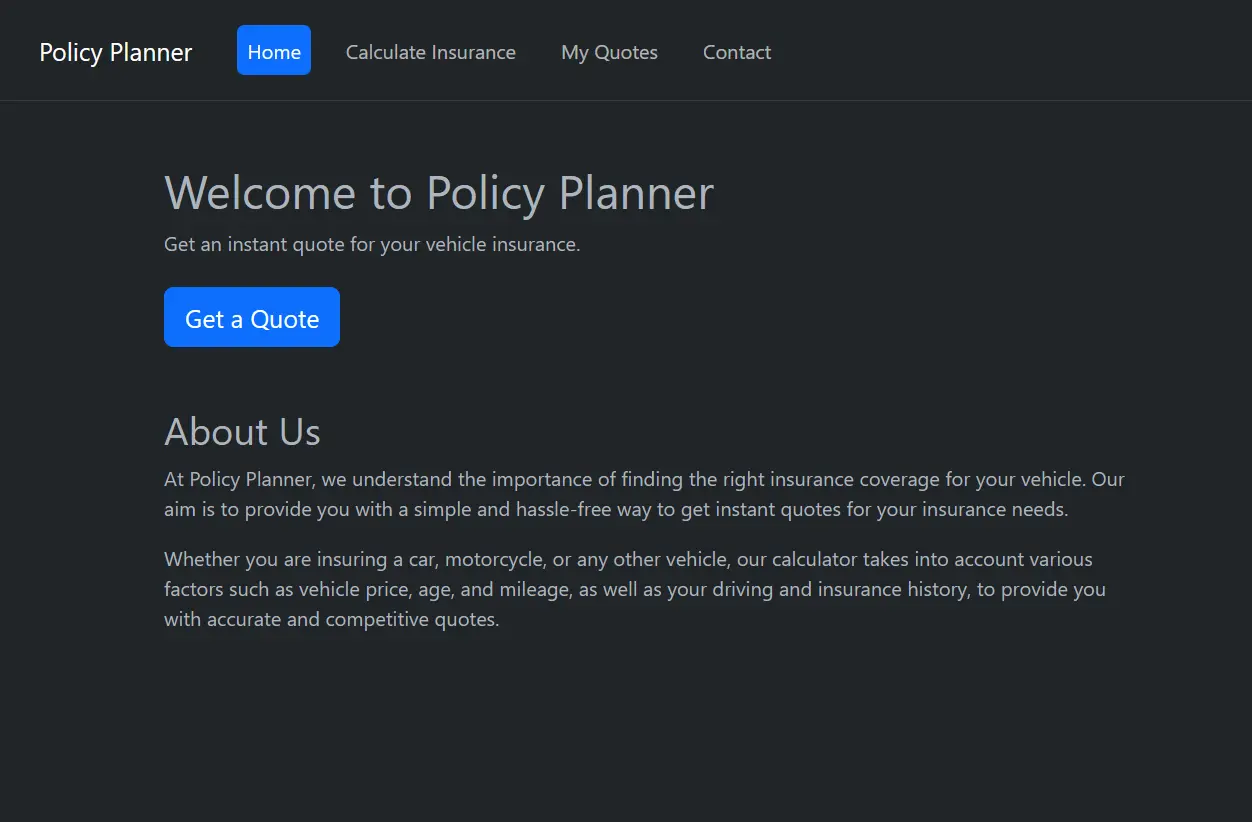 Policy Planner Home Calculate Insurance My Quotes Contact
Welcome to Policy Planner
Get an instant quote for your vehicle insurance.
Get a Quote
About Us
At Policy Planner, we understand the importance of finding the right insurance coverage for your vehicle. Our
aim is to provide you with a simple and hassle-free way to get instant quotes for your insurance needs.
Whether you are insuring a car, motorcycle, or any other vehicle, our calculator takes into account various
factors such as vehicle price, age, and mileage, as well as your driving and insurance history, to provide you
with accurate and competitive quotes.